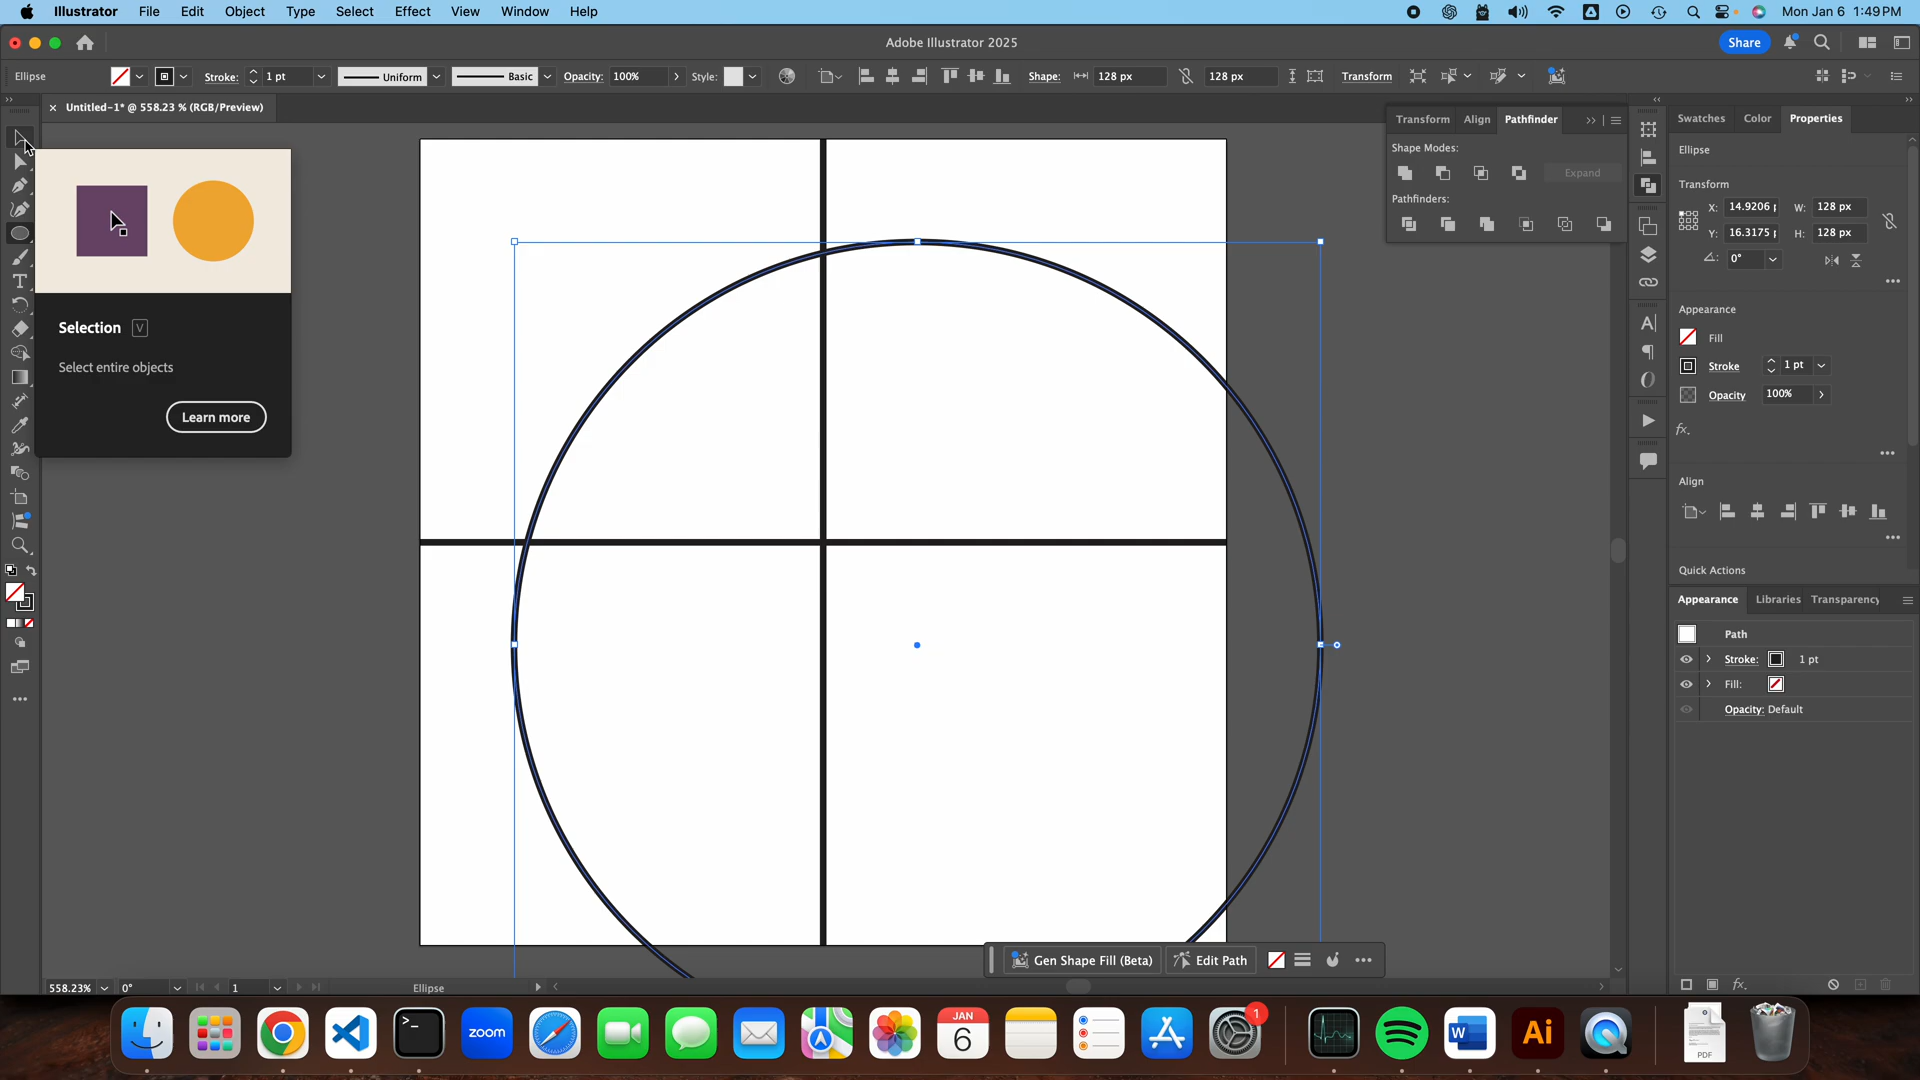 Illustrator File Edit Object Type Select Effect View Window Help Mon Jan 6 1:49 PM
Adobe Illustrator 2025 Share
Ellipse Stroke: 1 pt Uniform Basic Opacity: 100% Style: Shape: 128 px 128 px Transform
× Untitled-1* @ 558.23 % (RGB/Preview)
Transform Align Pathfinder
Shape Modes:
Expand
Pathfinders:
Swatches Color Properties
Ellipse
Transform
X: 14.9206 W: 128 px
Y: 16.3175 H: 128 px
0°
Appearance
Fill
Stroke 1 pt
Opacity 100%
fx.
Align
Quick Actions
Appearance Libraries Transparency
Path
Stroke: 1 pt
Fill:
Opacity: Default
Selection V
Select entire objects
Learn more
Gen Shape Fill (Beta) Edit Path
558.23% 0° 1 Ellipse
fx.
zoom
JAN
6
1
W
Ai
PDF